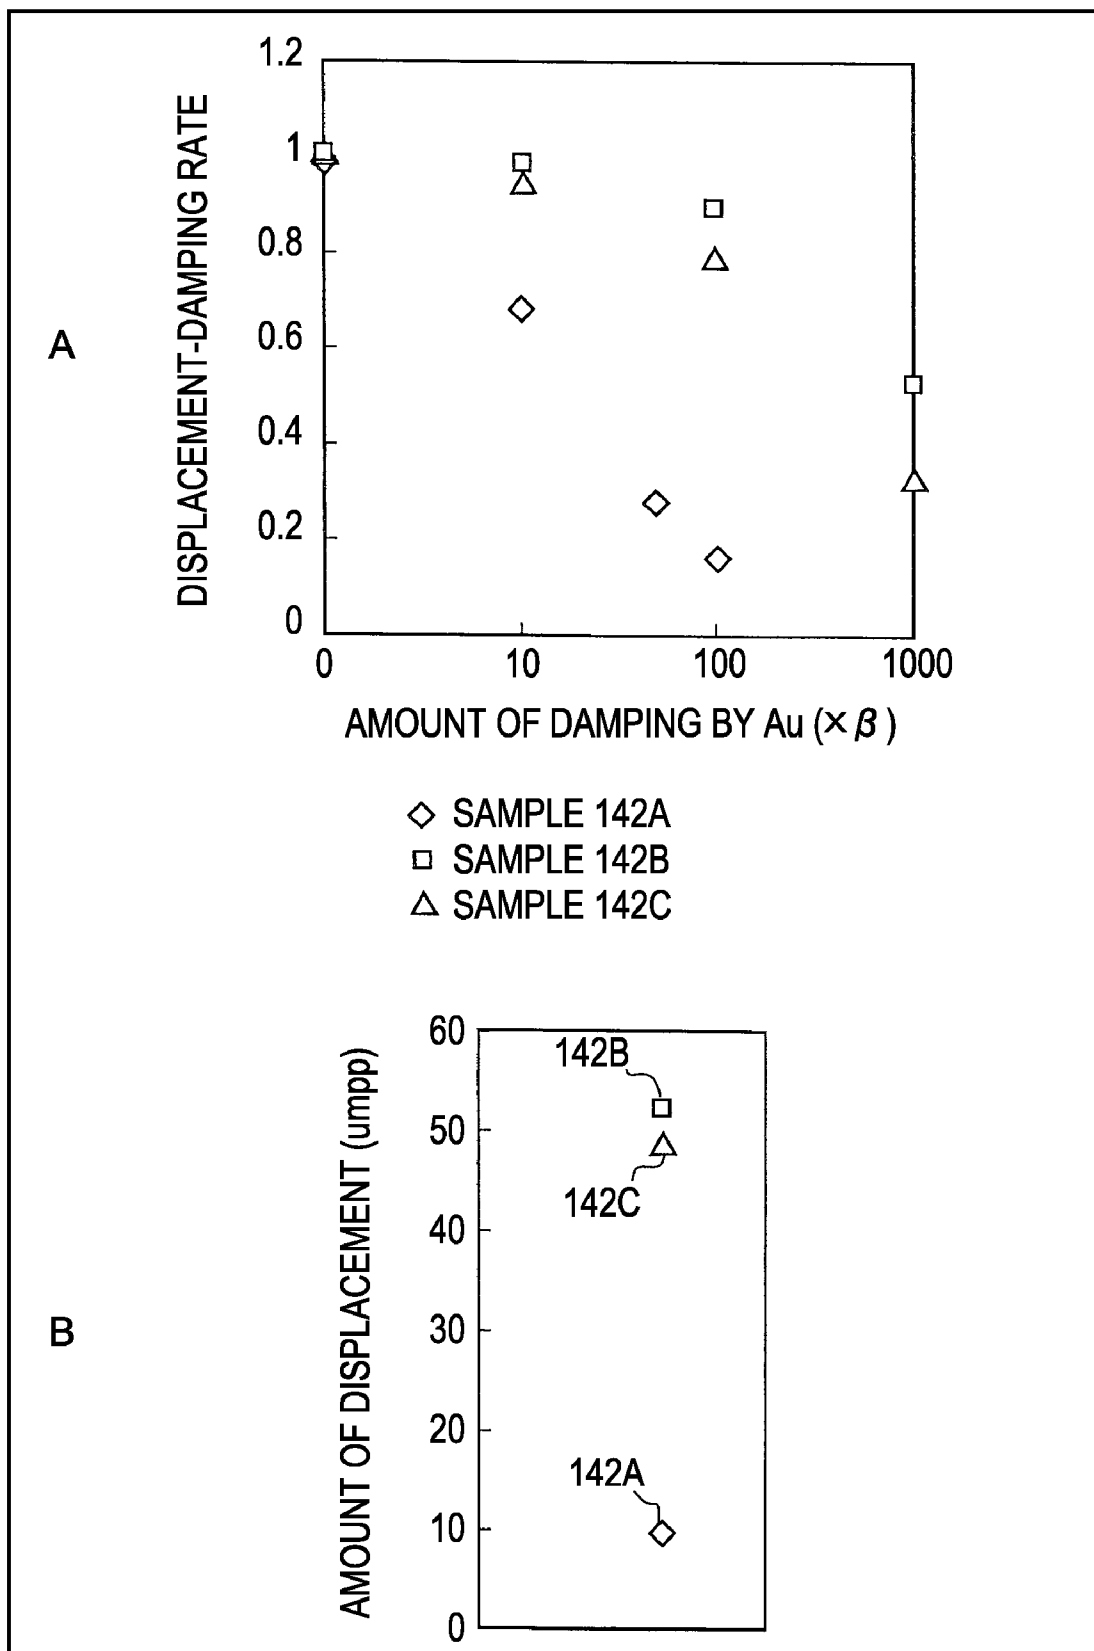 1.2
1
0.8
0.6
0.4
0.2
0
DISPLACEMENT-DAMPING RATE
A
0 10 100 1000
AMOUNT OF DAMPING BY Au (× β )
SAMPLE 142A
SAMPLE 142B
SAMPLE 142C
60
50
40
30
20
10
0
AMOUNT OF DISPLACEMENT (umpp)
B
142B
142C
142A